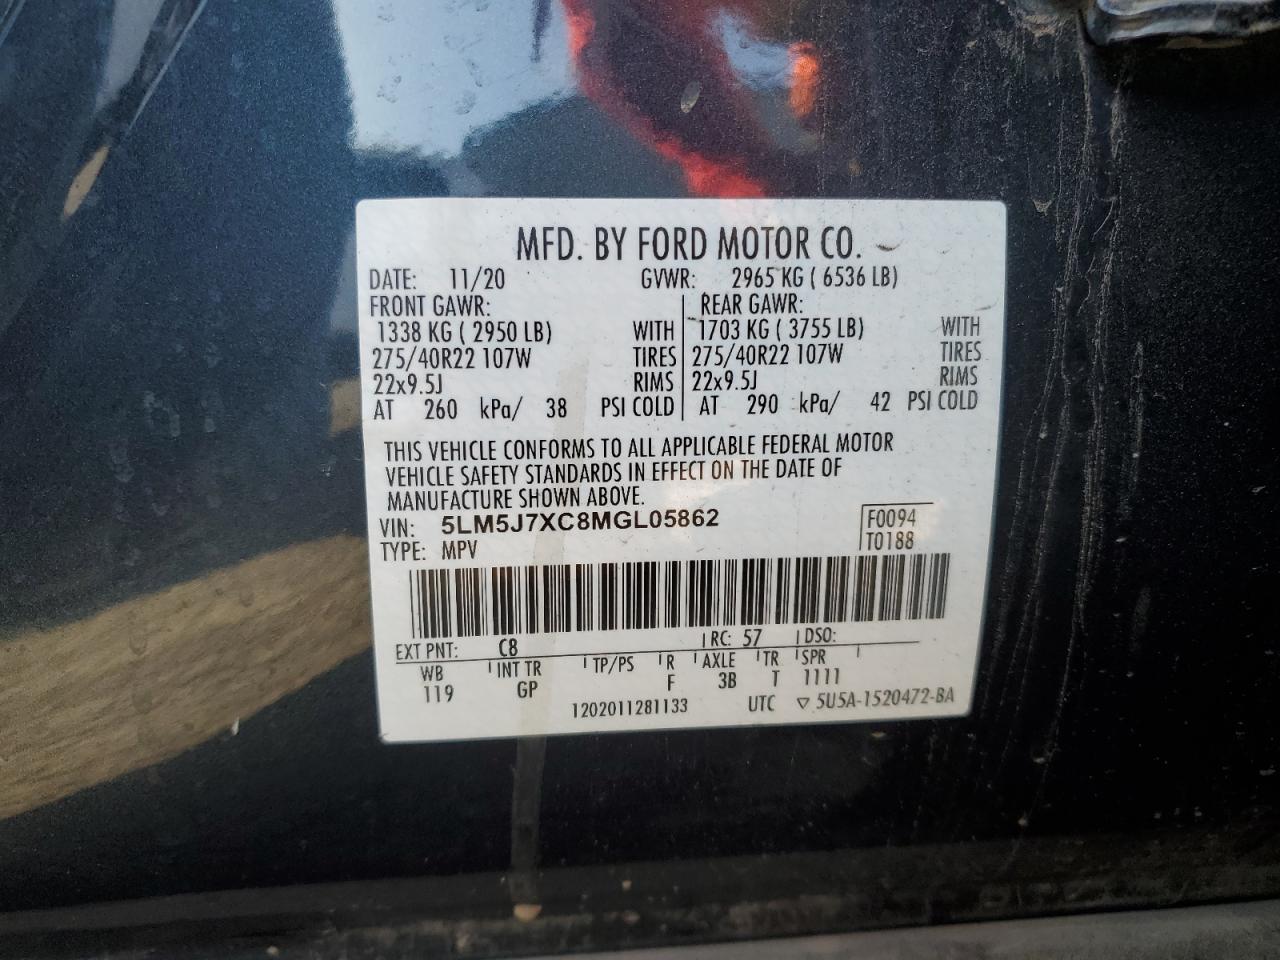 MFD. BY FORD MOTOR CO.
DATE: 11/20 GVWR: 2965 KG ( 6536 LB)
FRONT GAWR: REAR GAWR:
1338 KG ( 2950 LB) WITH 1703 KG ( 3755 LB) WITH
275/40R22 107W TIRES 275/40R22 107W TIRES
22x9.5J RIMS 22x9.5J RIMS
AT 260 kPa/ 38 PSI COLD AT 290 kPa/ 42 PSI COLD
THIS VEHICLE CONFORMS TO ALL APPLICABLE FEDERAL MOTOR
VEHICLE SAFETY STANDARDS IN EFFECT ON THE DATE OF
MANUFACTURE SHOWN ABOVE.
VIN: 5LM5J7XC8MGL05862 F0094
TYPE: MPV T0188
EXT PNT: C8 RC: 57 DSO:
WB INT TR TP/PS R AXLE TR SPR
119 GP F 3B T 1111
1202011281133 UTC ▽ 5U5A-1520472-BA